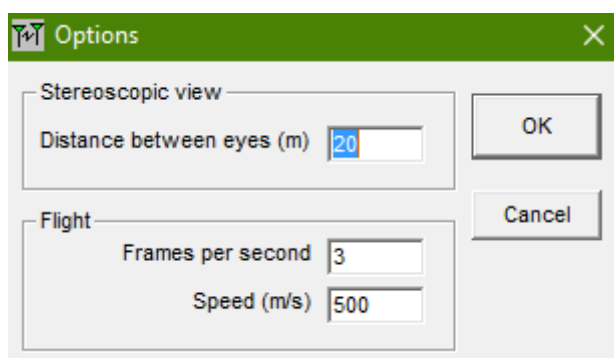 Options
Stereoscopic view
Distance between eyes (m) 20
OK
Cancel
Flight
Frames per second 3
Speed (m/s) 500